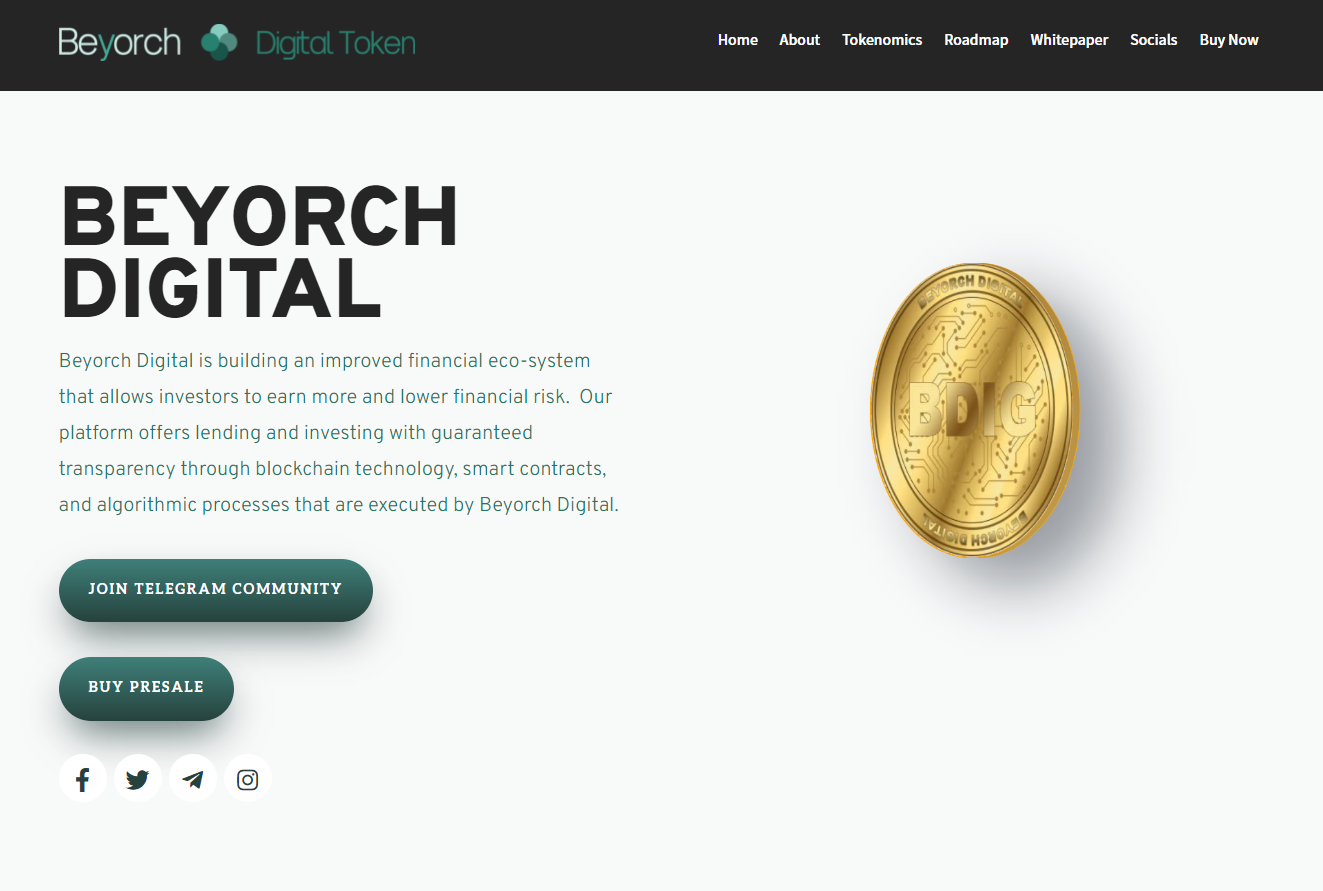 Beyorch Digital Token
Home About Tokenomics Roadmap Whitepaper Socials Buy Now
BEYORCH
DIGITAL
Beyorch Digital is building an improved financial eco-system
that allows investors to earn more and lower financial risk. Our
platform offers lending and investing with guaranteed
transparency through blockchain technology, smart contracts,
and algorithmic processes that are executed by Beyorch Digital.
JOIN TELEGRAM COMMUNITY
BUY PRESALE
BEYORCH DIGITAL
BDIG
BEYORCH DIGITAL